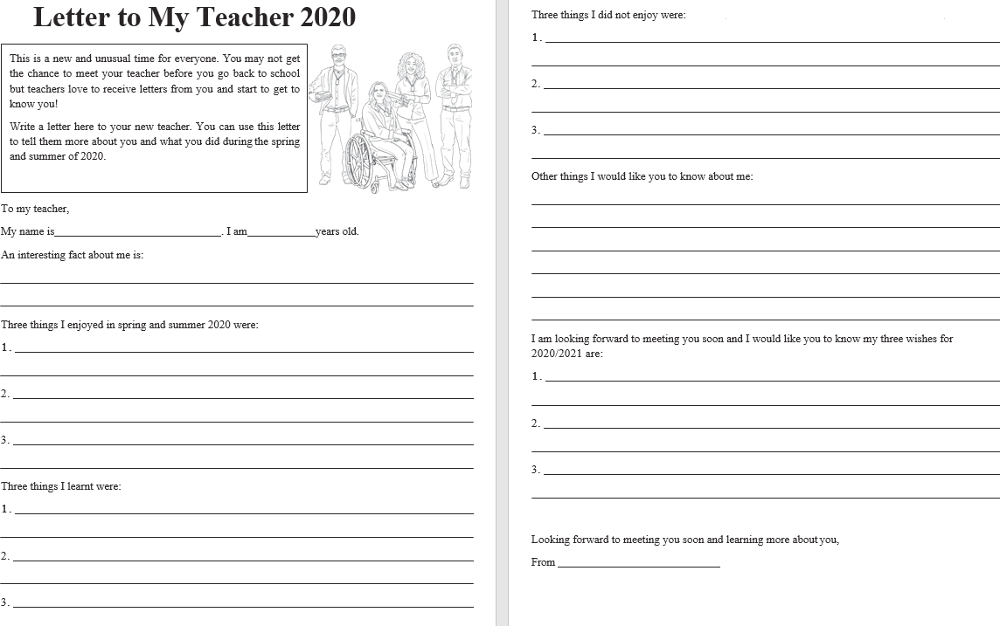 Letter to My Teacher 2020
This is a new and unusual time for everyone. You may not get
the chance to meet your teacher before you go back to school
but teachers love to receive letters from you and start to get to
know you!
Write a letter here to your new teacher. You can use this letter
to tell them more about you and what you did during the spring
and summer of 2020.
To my teacher,
My name is______________________________. I am____________years old.
An interesting fact about me is:
Three things I enjoyed in spring and summer 2020 were:
1.
2.
3.
Three things I learnt were:
1.
2.
3.
Three things I did not enjoy were:
1.
2.
3.
Other things I would like you to know about me:
I am looking forward to meeting you soon and I would like you to know my three wishes for
2020/2021 are:
1.
2.
3.
Looking forward to meeting you soon and learning more about you,
From ____________________________